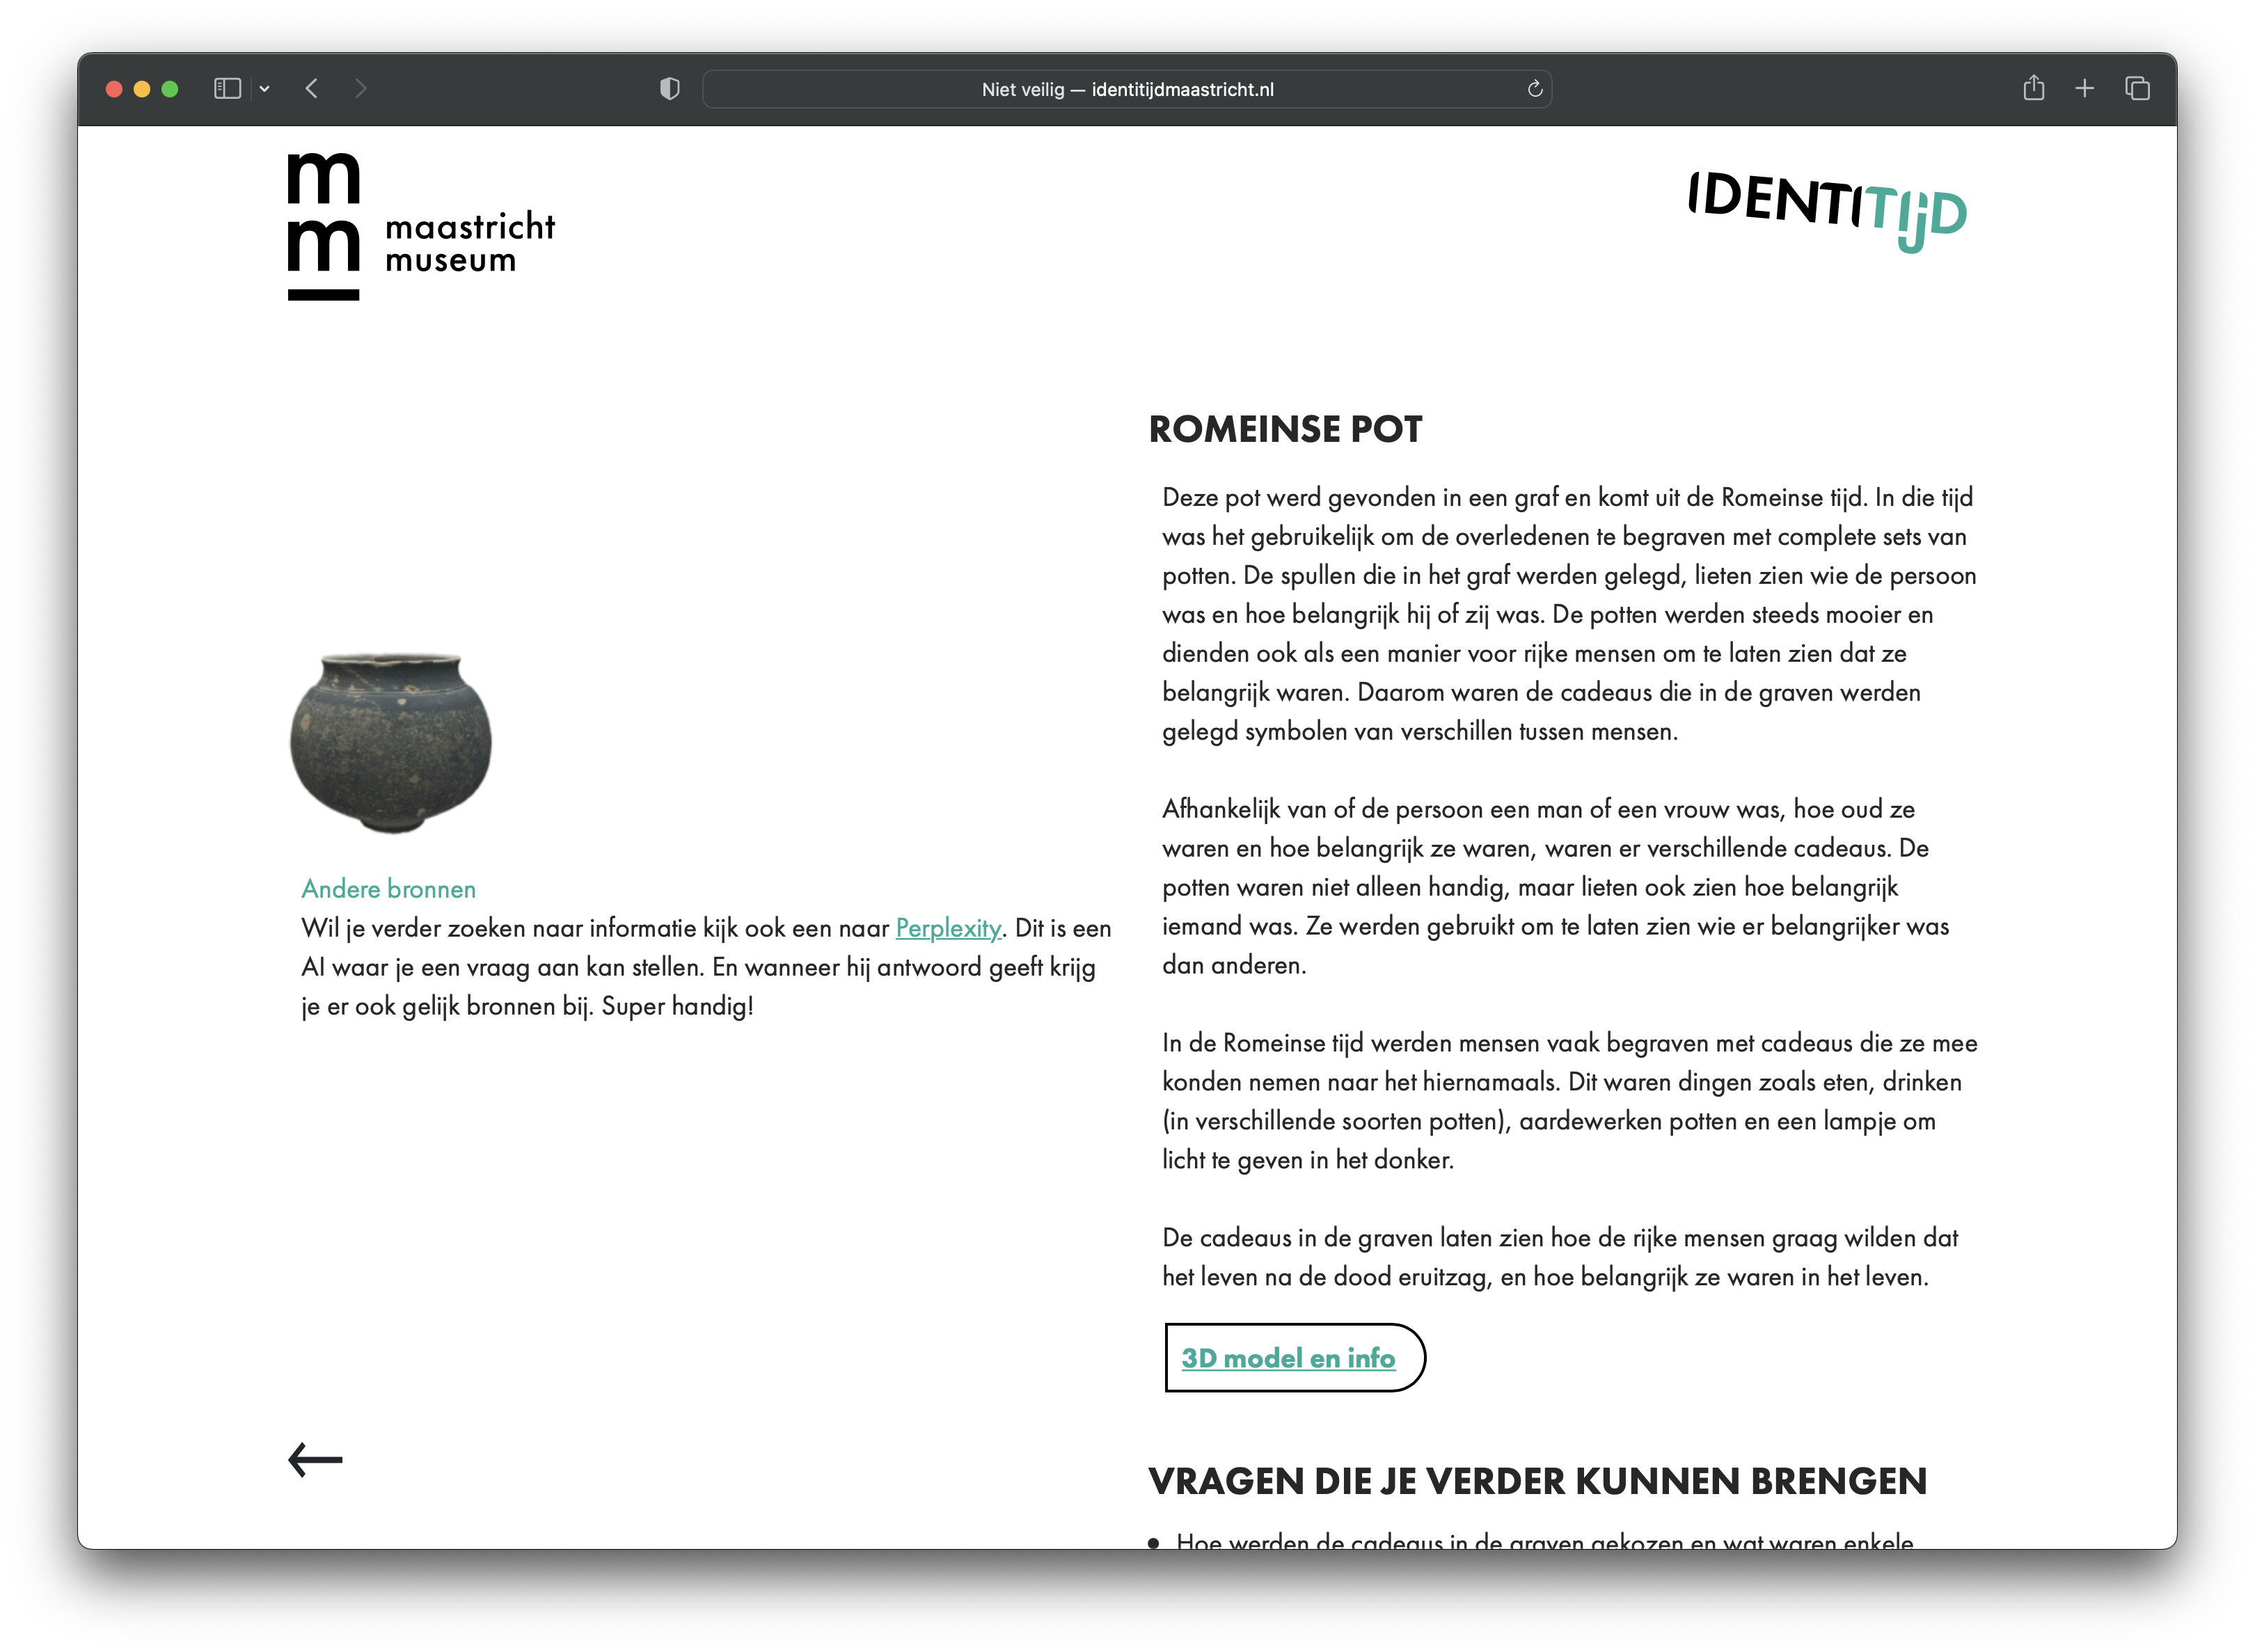 Niet veilig — identitijdmaastricht.nl
m
m
maastricht
museum
IDENTITIJD
Andere bronnen
Wil je verder zoeken naar informatie kijk ook een naar Perplexity. Dit is een
AI waar je een vraag aan kan stellen. En wanneer hij antwoord geeft krijg
je er ook gelijk bronnen bij. Super handig!
ROMEINSE POT
Deze pot werd gevonden in een graf en komt uit de Romeinse tijd. In die tijd
was het gebruikelijk om de overledenen te begraven met complete sets van
potten. De spullen die in het graf werden gelegd, lieten zien wie de persoon
was en hoe belangrijk hij of zij was. De potten werden steeds mooier en
dienden ook als een manier voor rijke mensen om te laten zien dat ze
belangrijk waren. Daarom waren de cadeaus die in de graven werden
gelegd symbolen van verschillen tussen mensen.
Afhankelijk van of de persoon een man of een vrouw was, hoe oud ze
waren en hoe belangrijk ze waren, waren er verschillende cadeaus. De
potten waren niet alleen handig, maar lieten ook zien hoe belangrijk
iemand was. Ze werden gebruikt om te laten zien wie er belangrijker was
dan anderen.
In de Romeinse tijd werden mensen vaak begraven met cadeaus die ze mee
konden nemen naar het hiernamaals. Dit waren dingen zoals eten, drinken
(in verschillende soorten potten), aardewerken potten en een lampje om
licht te geven in het donker.
De cadeaus in de graven laten zien hoe de rijke mensen graag wilden dat
het leven na de dood eruitzag, en hoe belangrijk ze waren in het leven.
3D model en info
VRAGEN DIE JE VERDER KUNNEN BRENGEN
Hoe werden de cadeaus in de graven gekozen en wat waren enkele